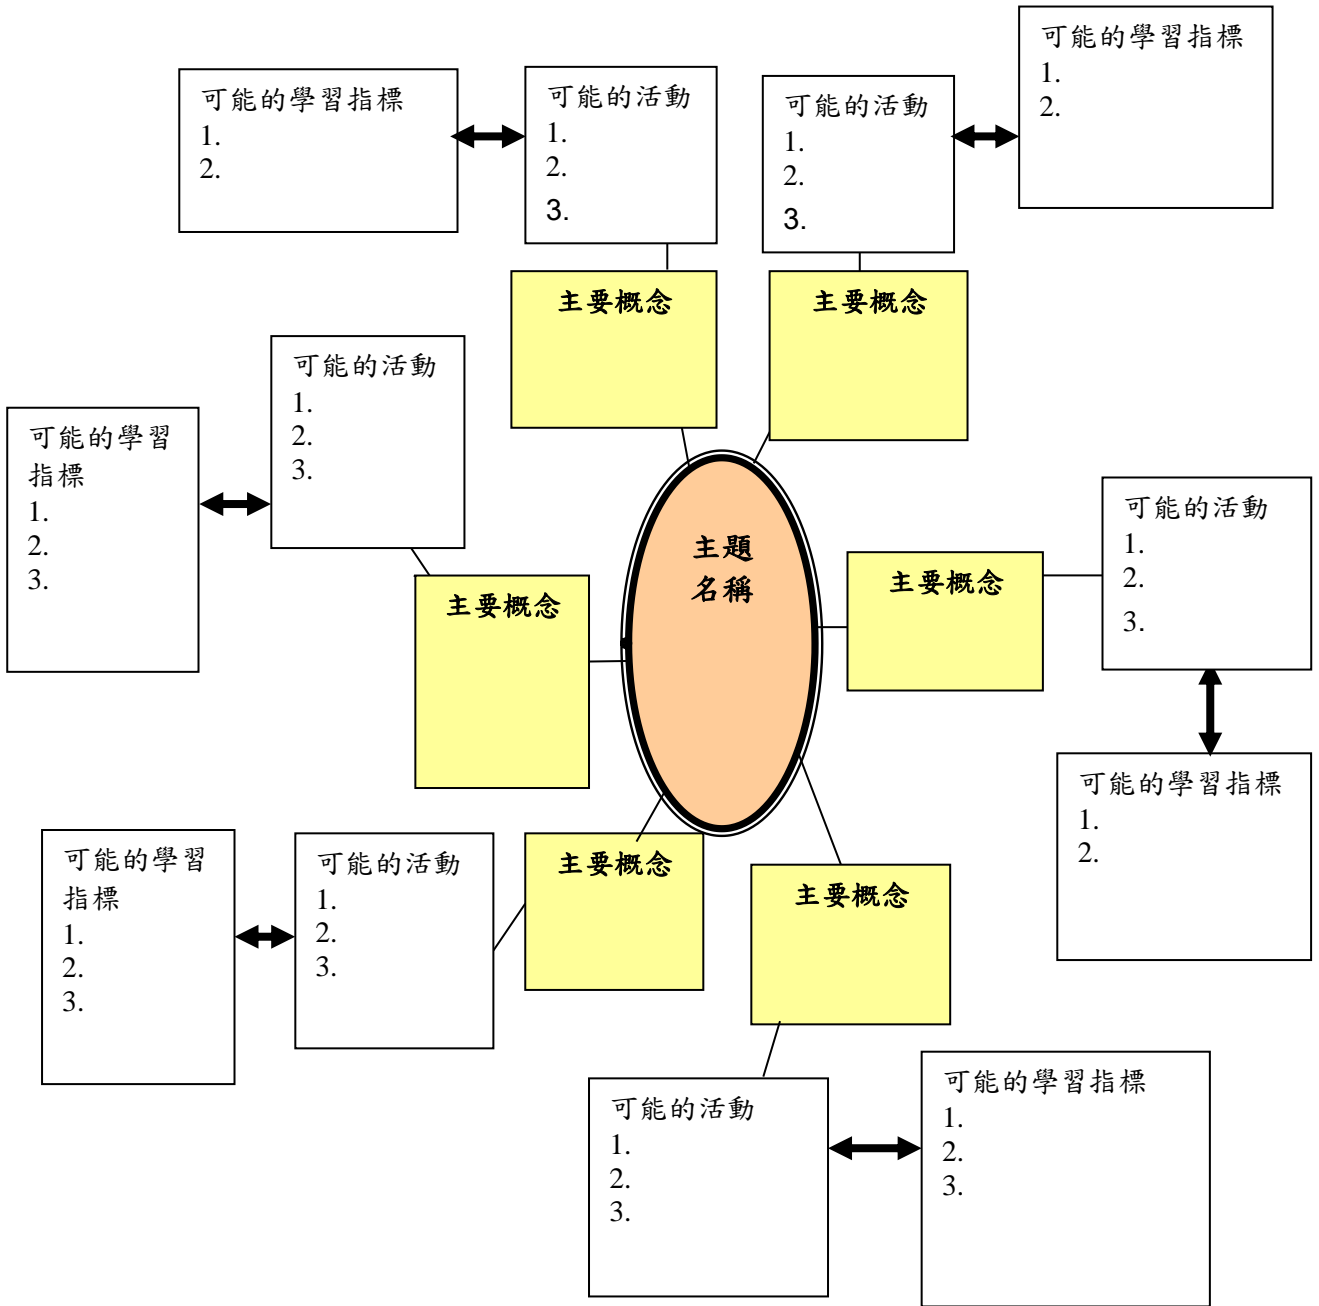 可能的學習指標
1.
2.
可能的活動
1.
2.
3.
可能的活動
1.
2.
3.
可能的學習指標
1.
2.
主要概念
主要概念
可能的學習
指標
1.
2.
3.
可能的活動
1.
2.
3.
主要概念
主題
名稱
主要概念
可能的活動
1.
2.
3.
可能的學習指標
1.
2.
可能的學習
指標
1.
2.
3.
可能的活動
1.
2.
3.
主要概念
主要概念
可能的活動
1.
2.
3.
可能的學習指標
1.
2.
3.